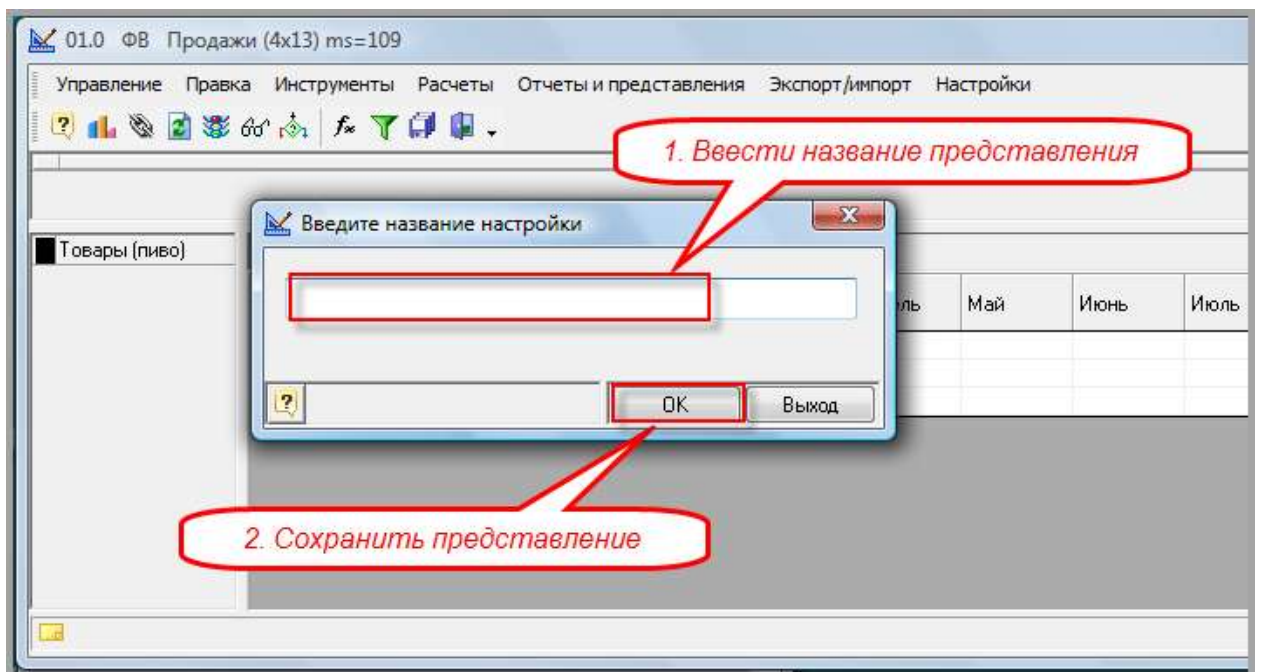 01.0 ФВ Продажи (4x13) ms=109
Управление Правка Инструменты Расчеты Отчеты и представления Экспорт/импорт Настройки
1. Ввести название представления
Введите название настройки
Товары (пиво)
Май Июнь Июль
OK Выход
2. Сохранить представление